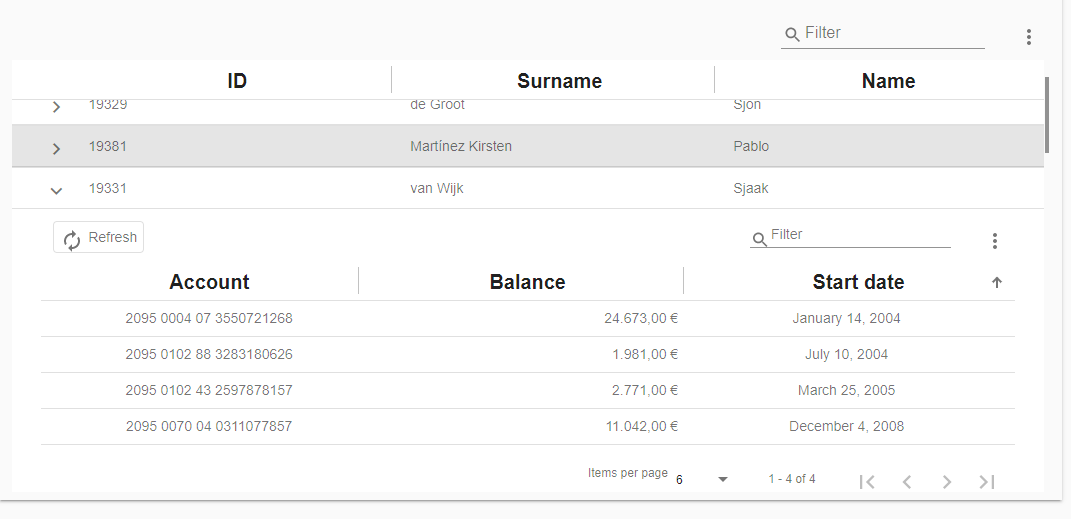 Filter
ID Surname Name
19329 de Groot Sjon
19381 Martínez Kirsten Pablo
19331 van Wijk Sjaak
Refresh Filter
Account Balance Start date
2095 0004 07 3550721268 24.673,00 € January 14, 2004
2095 0102 88 3283180626 1.981,00 € July 10, 2004
2095 0102 43 2597878157 2.771,00 € March 25, 2005
2095 0070 04 0311077857 11.042,00 € December 4, 2008
Items per page 6 1 - 4 of 4